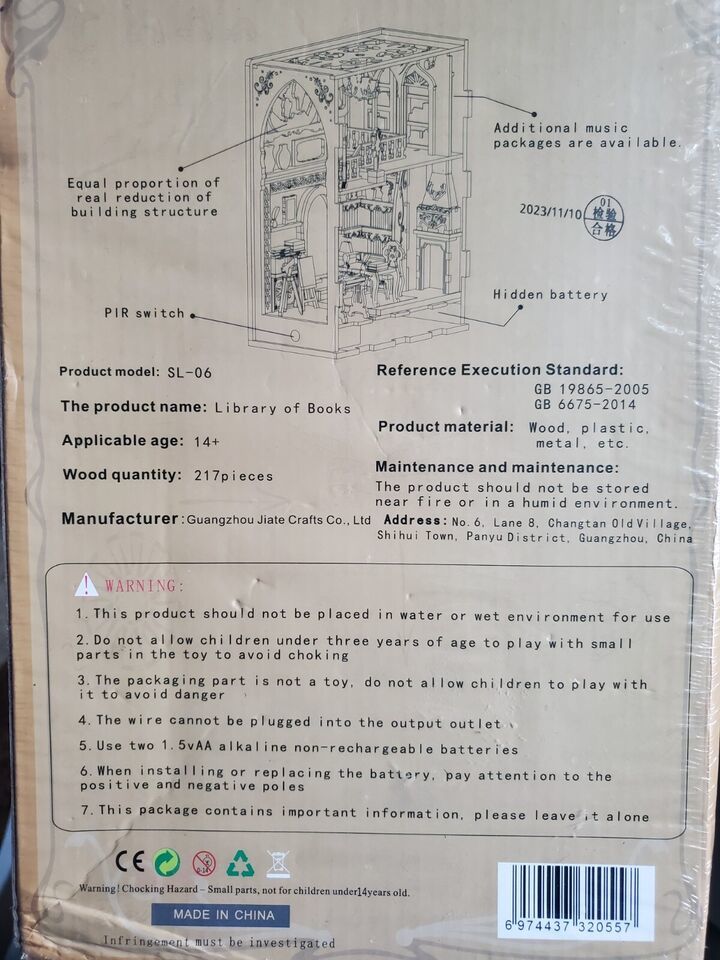 Additional music
packages are available.
Equal proportion of
real reduction of
building structure
2023/11/10
01
检验
合格
PIR switch
Hidden battery
Product model: SL-06
The product name: Library of Books
Applicable age: 14+
Wood quantity: 217pieces
Manufacturer:Guangzhou Jiate Crafts Co., Ltd
Reference Execution Standard:
GB 19865-2005
GB 6675-2014
Product material: Wood, plastic,
metal, etc.
Maintenance and maintenance:
The product should not be stored
near fire or in a humid environment.
Address: No.6, Lane 8, Changtan Old Village,
Shihui Town, Panyu District, Guangzhou, China
WARNING:
1. This product should not be placed in water or wet environment for use
2. Do not allow children under three years of age to play with small
parts in the toy to avoid choking
3. The packaging part is not a toy, do not allow children to play with
it to avoid danger
4. The wire cannot be plugged into the output outlet
5. Use two 1.5vAA alkaline non-rechargeable batteries
6. When installing or replacing the battery, pay attention to the
positive and negative poles
7. This package contains important information, please leave it alone
CE
0-14
Warning! Chocking Hazard - Small parts, not for children under14years old.
MADE IN CHINA
Infringement must be investigated
6 974437 320557